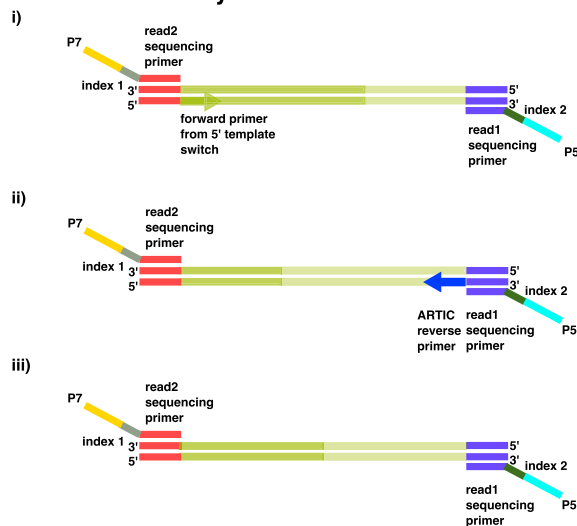 i)
P7
read2
sequencing
primer
index 1
3'
5'
5'
3'
index 2
forward primer
from 5' template
switch
read1
sequencing
primer
P5
ii)
P7
read2
sequencing
primer
index 1
3'
5'
5'
3'
index 2
ARTIC
reverse
primer
read1
sequencing
primer
P5
iii)
P7
read2
sequencing
primer
index 1
3'
5'
5'
3'
index 2
read1
sequencing
primer
P5